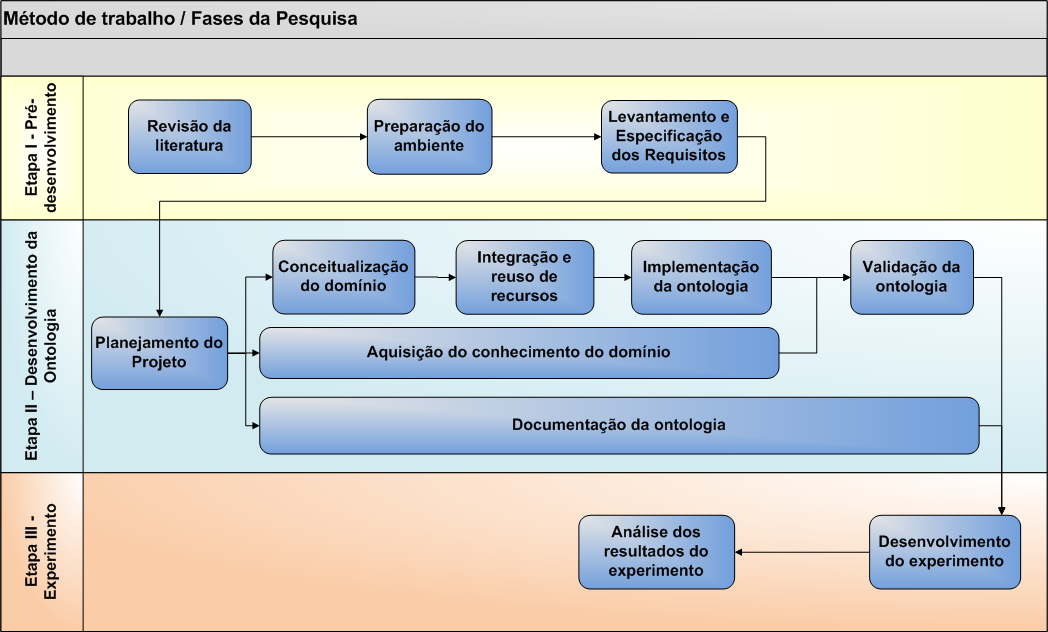 Método de trabalho / Fases da Pesquisa
Etapa I - Pré-
desenvolvimento
Revisão da
literatura
Preparação do
ambiente
Levantamento e
Especificação
dos Requisitos
Etapa II – Desenvolvimento da
Ontologia
Planejamento do
Projeto
Conceitualização
do domínio
Integração e
reuso de
recursos
Implementação
da ontologia
Validação da
ontologia
Aquisição do conhecimento do domínio
Documentação da ontologia
Etapa III -
Experimento
Análise dos
resultados do
experimento
Desenvolvimento
do experimento